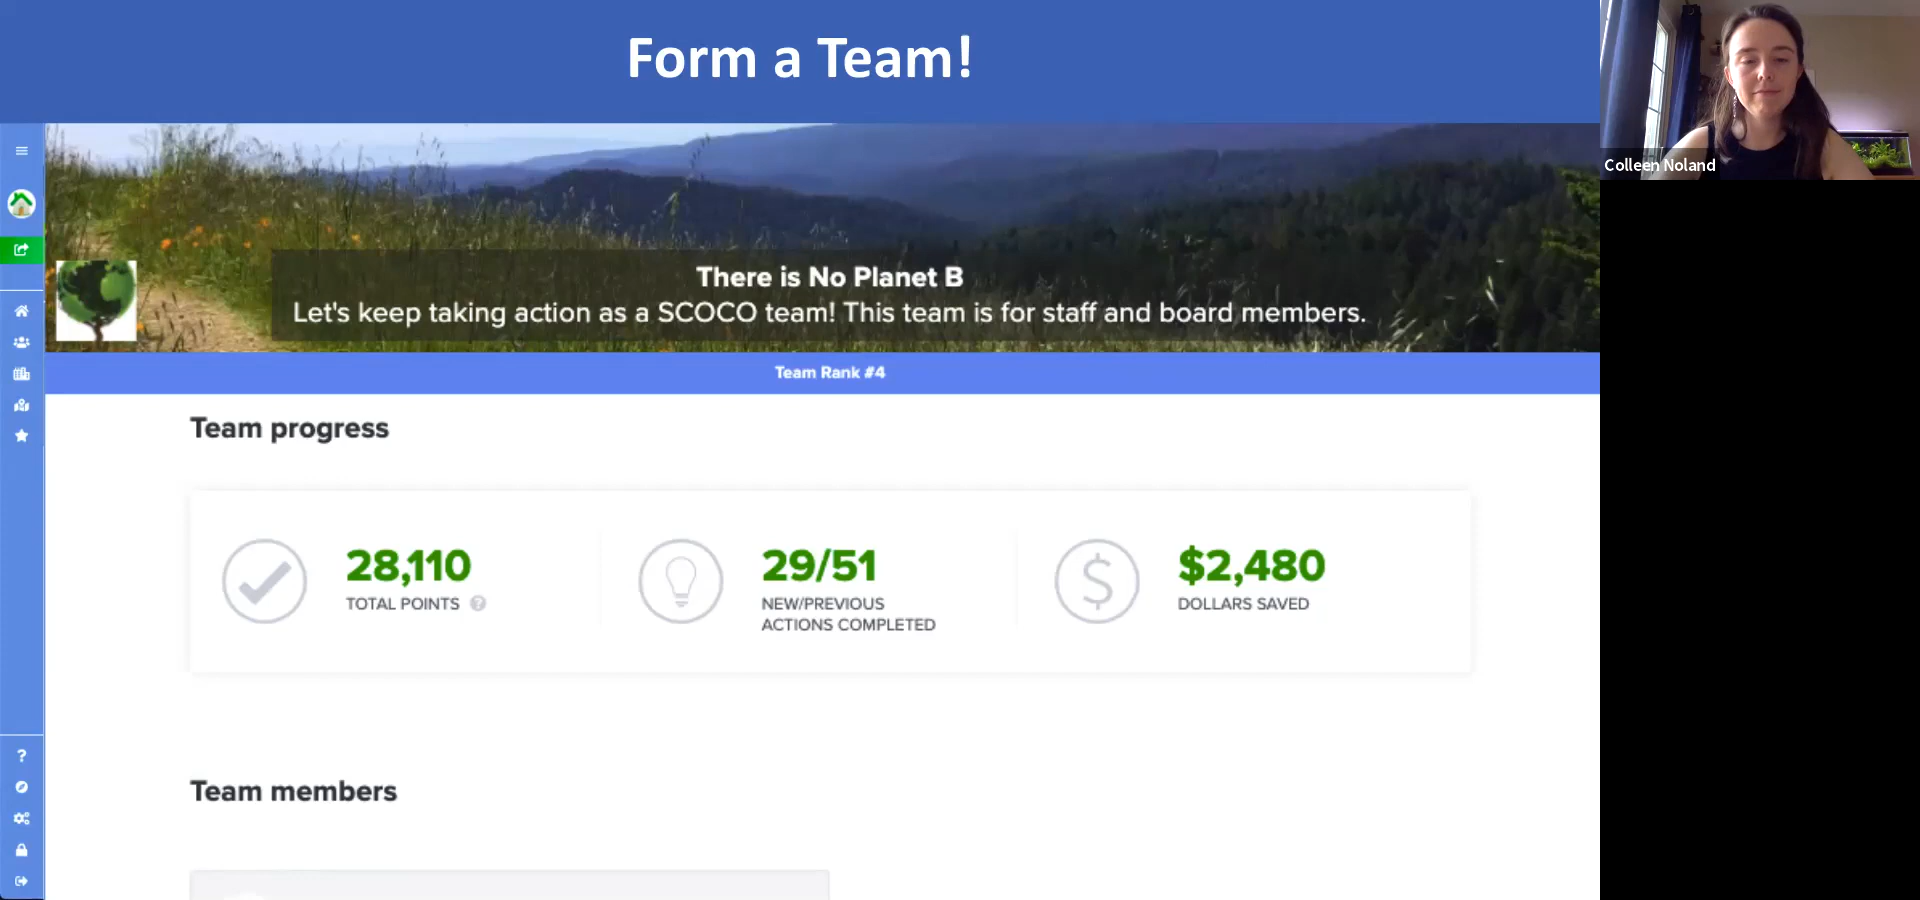 Form a Team!
Colleen Noland
There is No Planet B
Let's keep taking action as a SCOCO team! This team is for staff and board members.
Team Rank #4
Team progress
28,110
TOTAL POINTS ?
29/51
NEW/PREVIOUS
ACTIONS COMPLETED
$2,480
DOLLARS SAVED
Team members